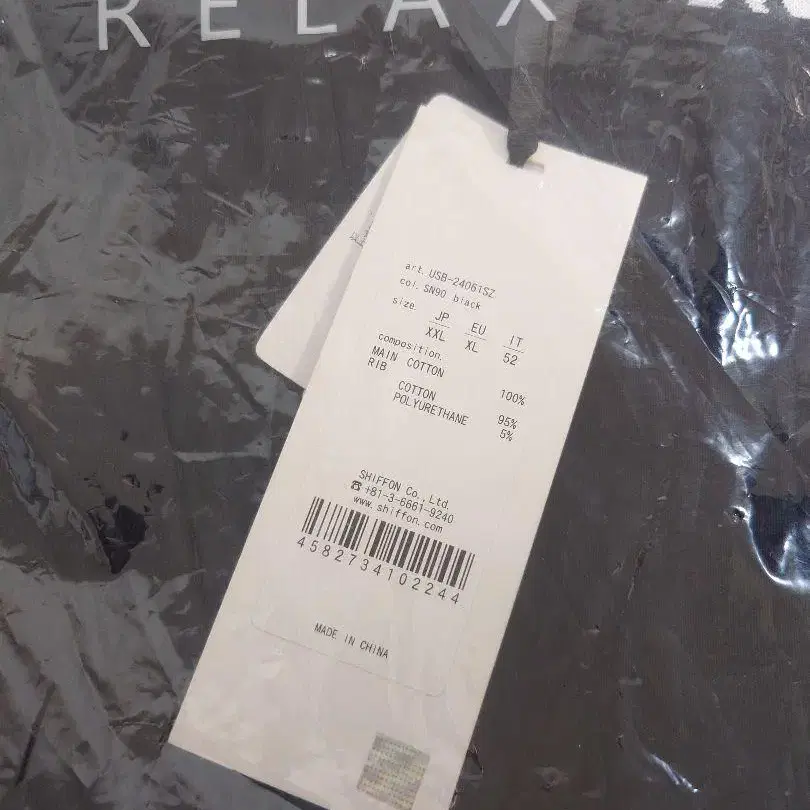 RELAX
art. USB-24061SZ
col. SN90 black
size JP EU IT
XXL XL 52
composition.
MAIN COTTON 100%
RIB
COTTON 95%
POLYURETHANE 5%
SHIFFON Co., Ltd
☎ +81-3-6661-9240
www.shiffon.com
4582734102244
MADE IN CHINA